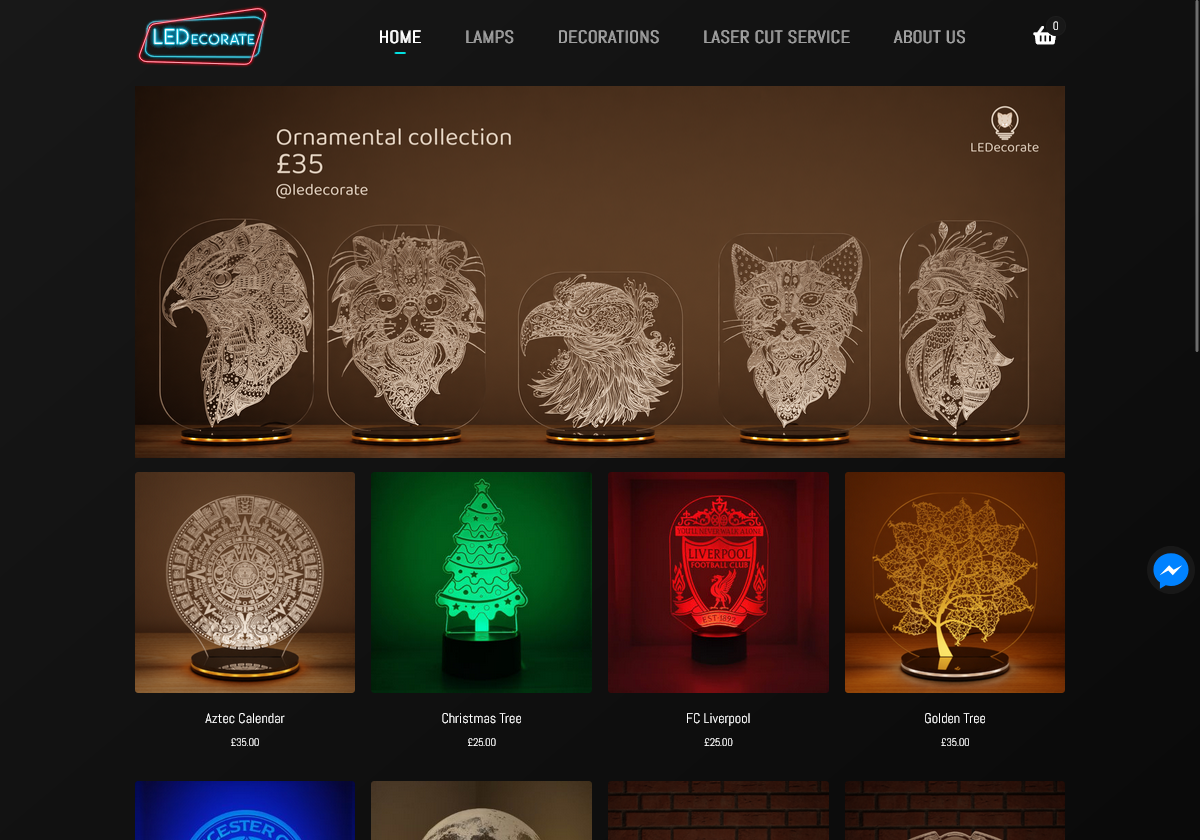 LEDECORATE
HOME
LAMPS
DECORATIONS
LASER CUT SERVICE
ABOUT US
0
Ornamental collection
£35
@ledecorate
LEDecorate
YOU'LL NEVER WALK ALONE
LIVERPOOL
FOOTBALL CLUB
EST·1892
Aztec Calendar
£35.00
Christmas Tree
£25.00
FC Liverpool
£25.00
Golden Tree
£35.00